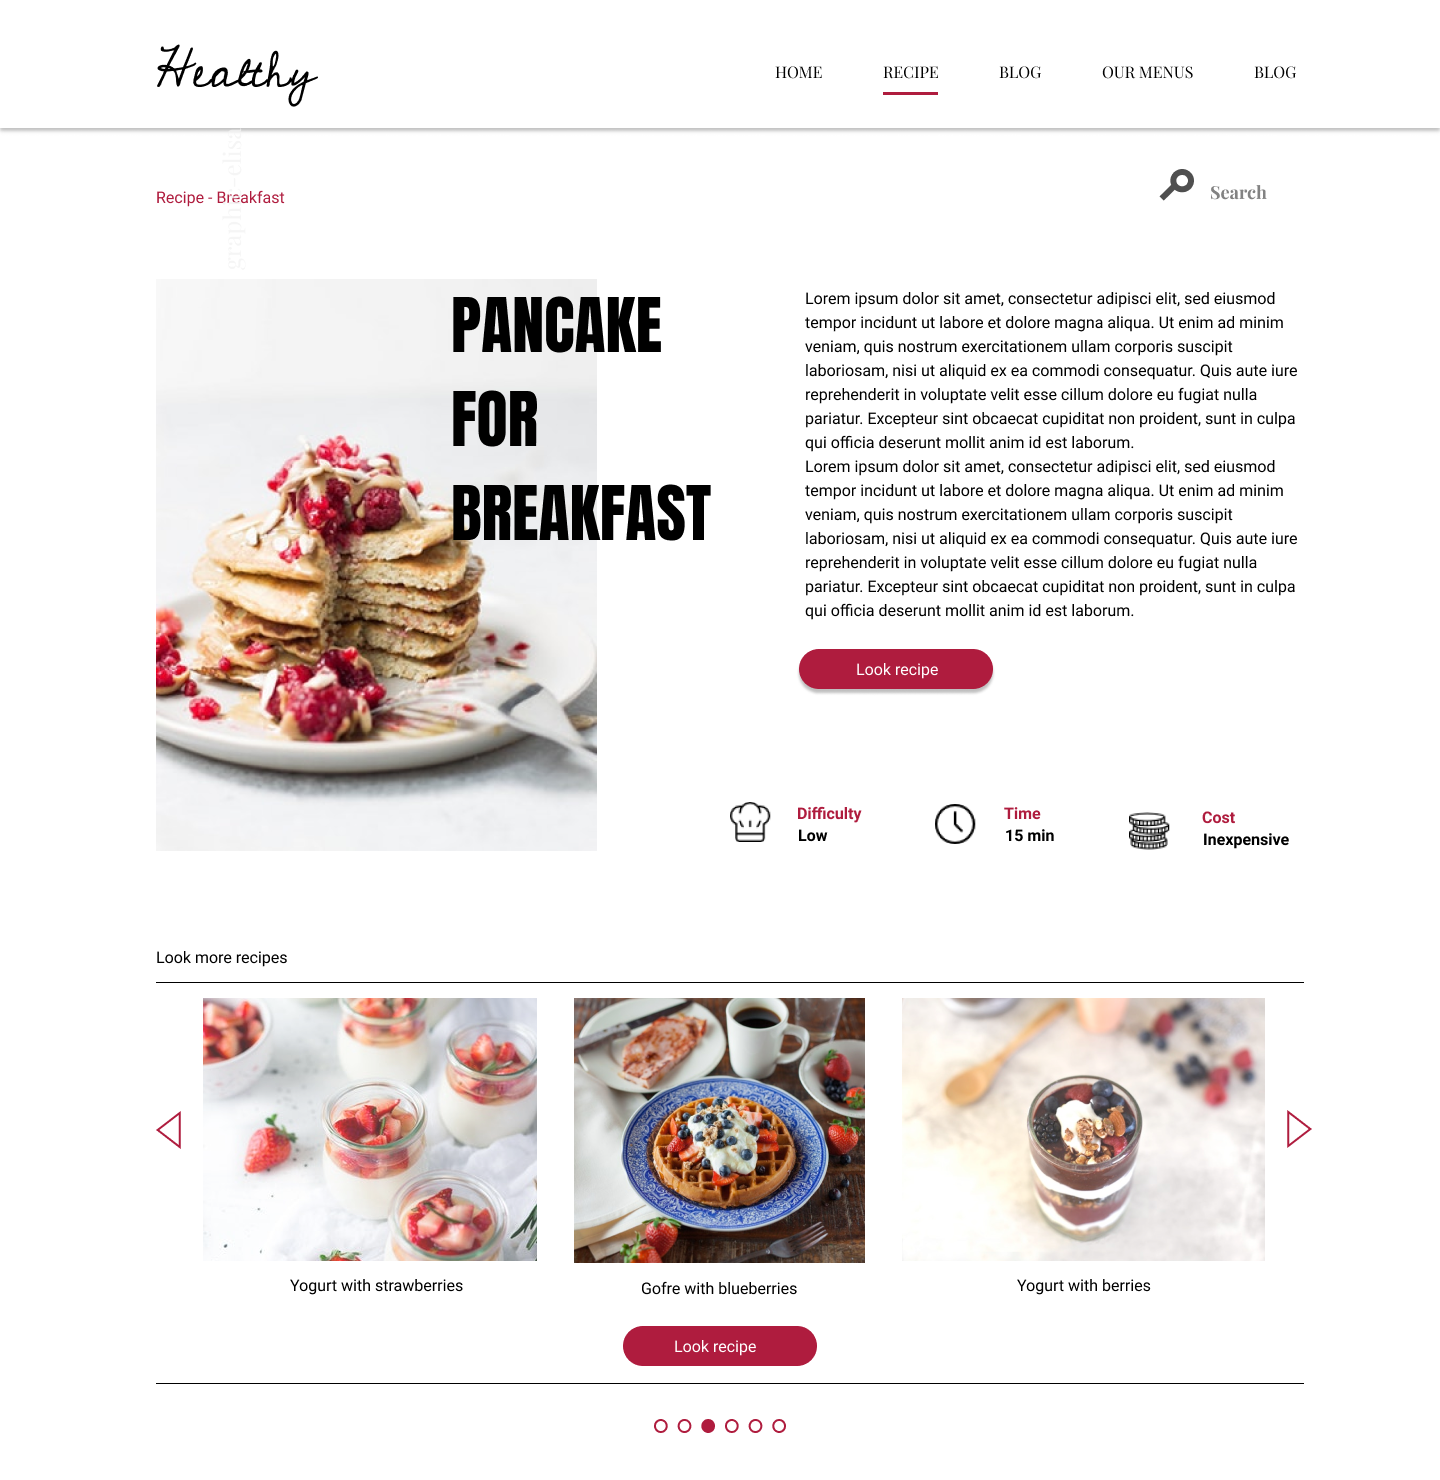 Healthy
HOME
RECIPE
BLOG
OUR MENUS
BLOG
Recipe - Breakfast
Search
PANCAKE
FOR
BREAKFAST
Lorem ipsum dolor sit amet, consectetur adipisci elit, sed eiusmod
tempor incidunt ut labore et dolore magna aliqua. Ut enim ad minim
veniam, quis nostrum exercitationem ullam corporis suscipit
laboriosam, nisi ut aliquid ex ea commodi consequatur. Quis aute iure
reprehenderit in voluptate velit esse cillum dolore eu fugiat nulla
pariatur. Excepteur sint obcaecat cupiditat non proident, sunt in culpa
qui officia deserunt mollit anim id est laborum.
Lorem ipsum dolor sit amet, consectetur adipisci elit, sed eiusmod
tempor incidunt ut labore et dolore magna aliqua. Ut enim ad minim
veniam, quis nostrum exercitationem ullam corporis suscipit
laboriosam, nisi ut aliquid ex ea commodi consequatur. Quis aute iure
reprehenderit in voluptate velit esse cillum dolore eu fugiat nulla
pariatur. Excepteur sint obcaecat cupiditat non proident, sunt in culpa
qui officia deserunt mollit anim id est laborum.
Look recipe
Difficulty
Low
Time
15 min
Cost
Inexpensive
Look more recipes
Yogurt with strawberries
Gofre with blueberries
Yogurt with berries
Look recipe